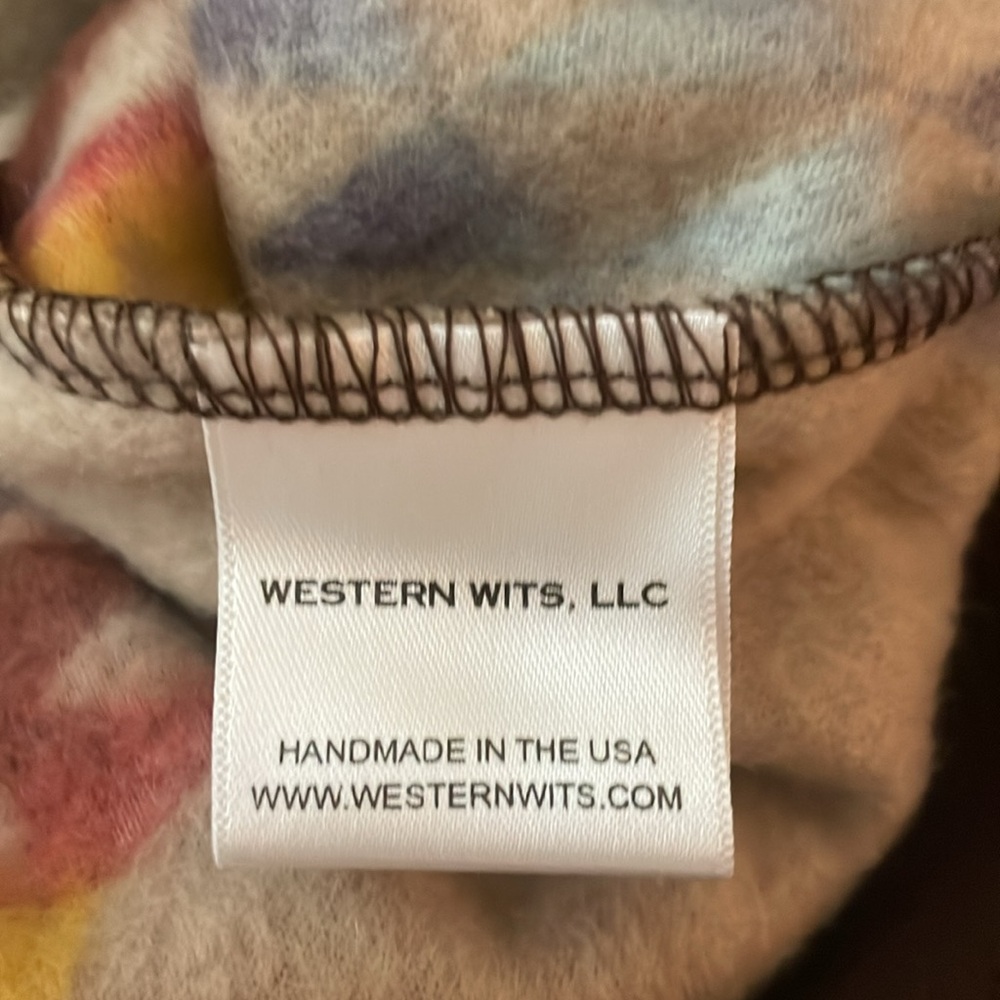 WESTERN WITS, LLC
HANDMADE IN THE USA
WWW.WESTERNWITS.COM